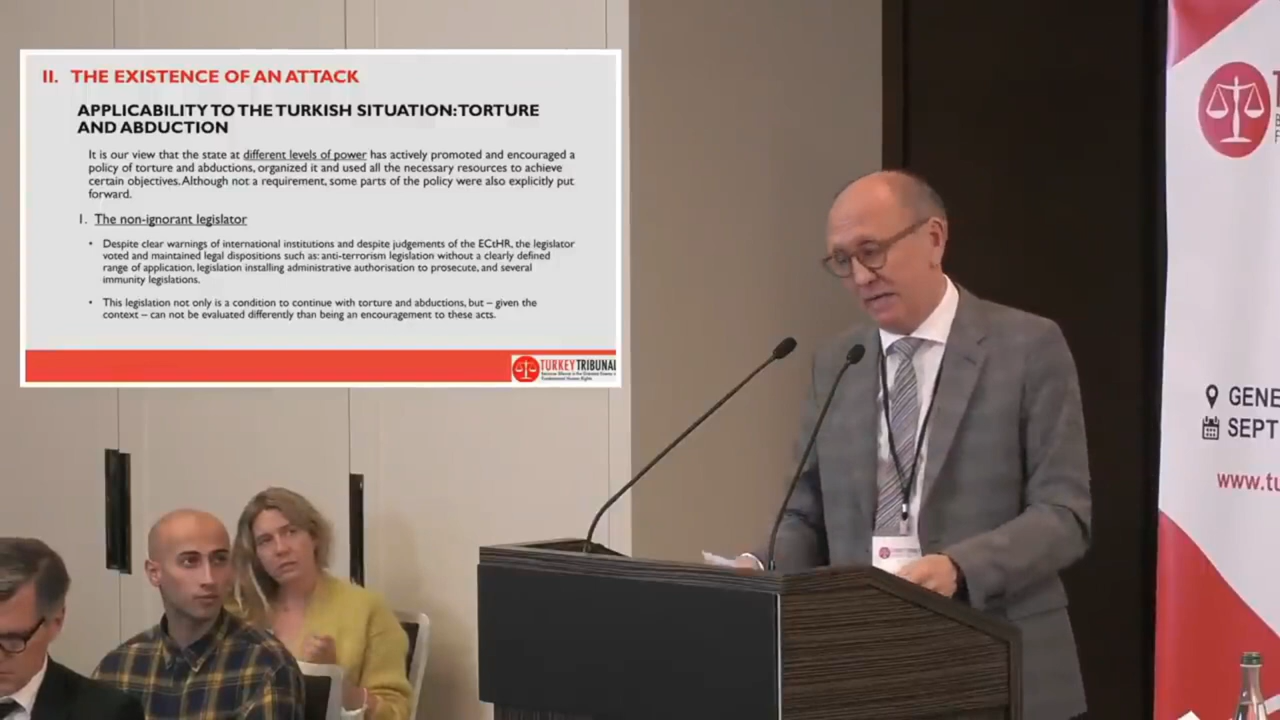 II. THE EXISTENCE OF AN ATTACK
APPLICABILITY TO THE TURKISH SITUATION: TORTURE
AND ABDUCTION
It is our view that the state at different levels of power has actively promoted and encouraged a
policy of torture and abductions, organized it and used all the necessary resources to achieve
certain objectives. Although not a requirement, some parts of the policy were also explicitly put
forward.
1. The non-ignorant legislator
• Despite clear warnings of international institutions and despite judgements of the ECtHR, the legislator
voted and maintained legal dispositions such as: anti-terrorism legislation without a clearly defined
range of application, legislation installing administrative authorisation to prosecute, and several
immunity legislations.
• This legislation not only is a condition to continue with torture and abductions, but – given the
context – can not be evaluated differently than being an encouragement to these acts.
TURKEY TRIBUNAL
Fundamental Human Rights
GENE
SEPT
www.tu